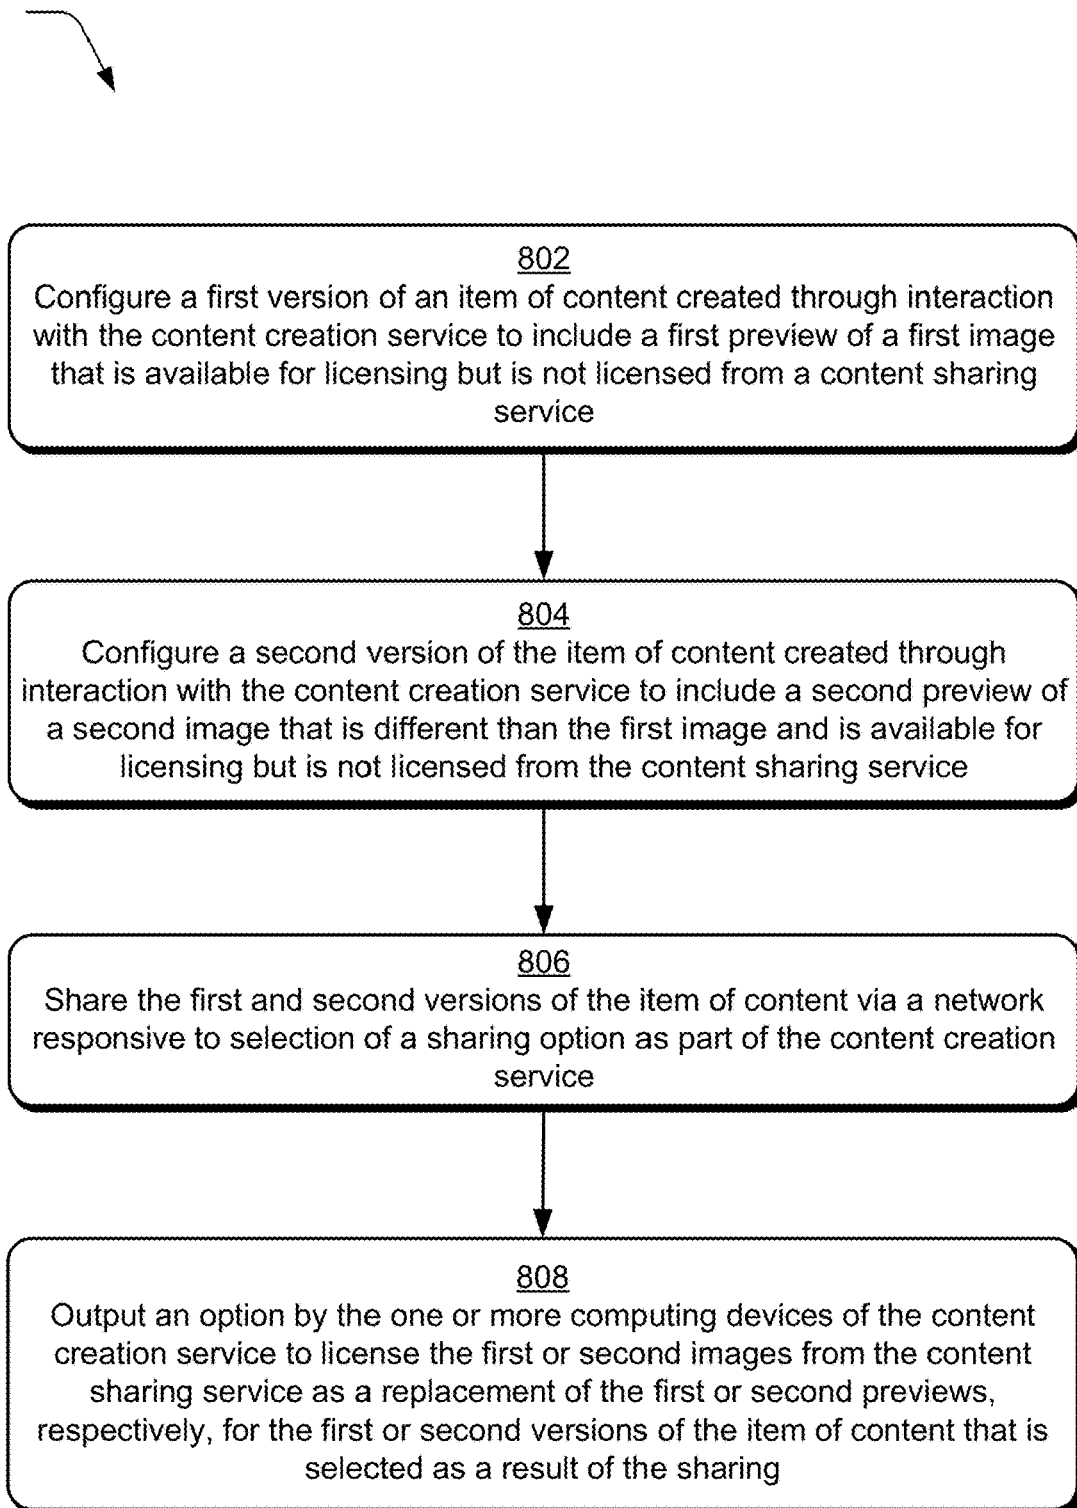 802
Configure a first version of an item of content created through interaction
with the content creation service to include a first preview of a first image
that is available for licensing but is not licensed from a content sharing
service
804
Configure a second version of the item of content created through
interaction with the content creation service to include a second preview of
a second image that is different than the first image and is available for
licensing but is not licensed from the content sharing service
806
Share the first and second versions of the item of content via a network
responsive to selection of a sharing option as part of the content creation
service
808
Output an option by the one or more computing devices of the content
creation service to license the first or second images from the content
sharing service as a replacement of the first or second previews,
respectively, for the first or second versions of the item of content that is
selected as a result of the sharing